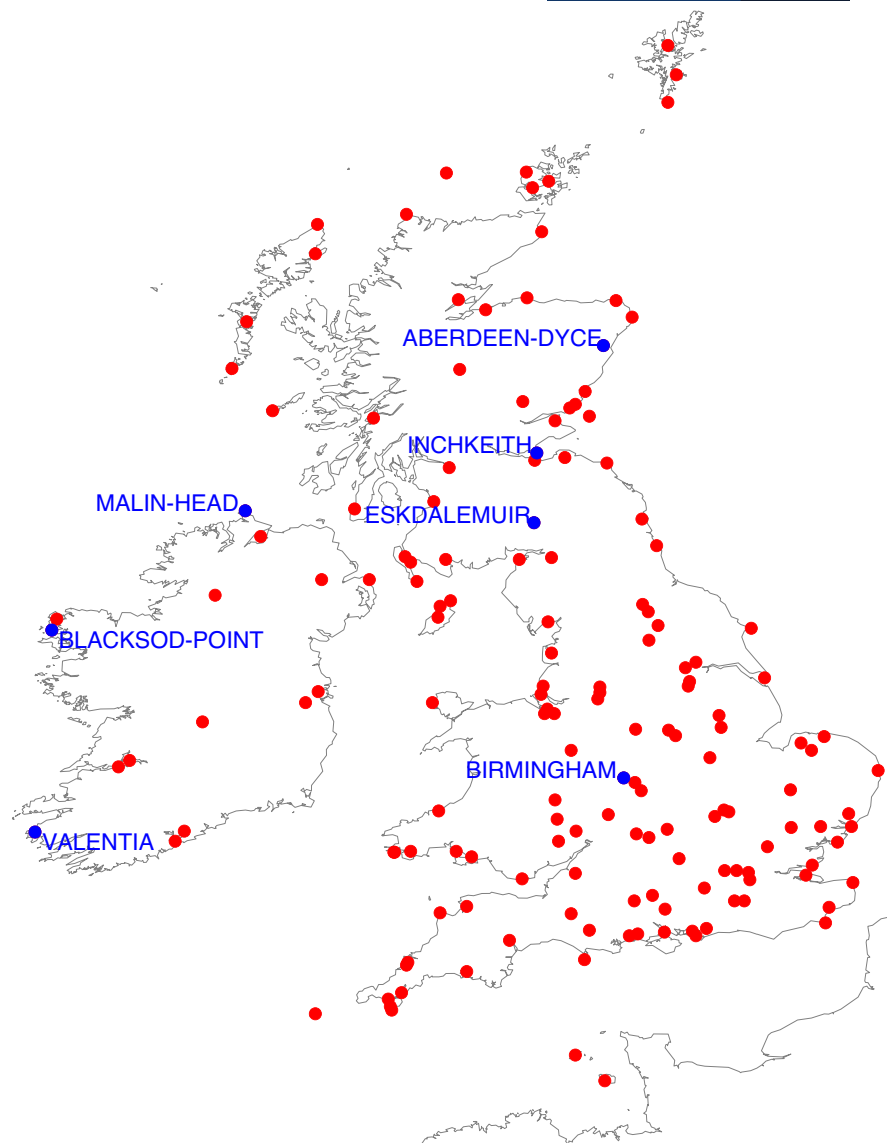 ABERDEEN-DYCE
INCHKEITH
MALIN-HEAD
ESKDALEMUIR
BLACKSOD-POINT
BIRMINGHAM
VALENTIA